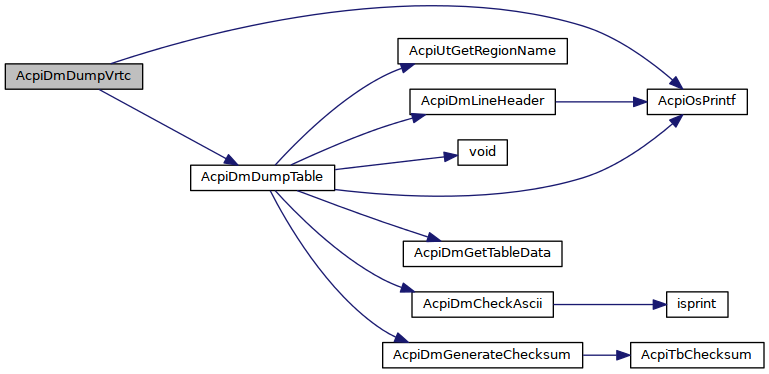 AcpiDmDumpVrtc
AcpiDmDumpTable
AcpiUtGetRegionName
AcpiDmLineHeader
AcpiOsPrintf
void
AcpiDmGetTableData
AcpiDmCheckAscii
isprint
AcpiDmGenerateChecksum
AcpiTbChecksum